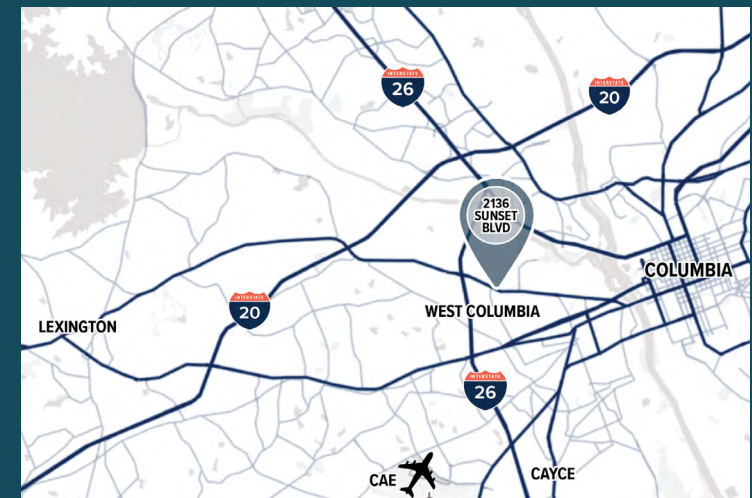 INTERSTATE
26
INTERSTATE
20
2136
SUNSET
BLVD
COLUMBIA
WEST COLUMBIA
INTERSTATE
20
LEXINGTON
INTERSTATE
26
CAE
CAYCE